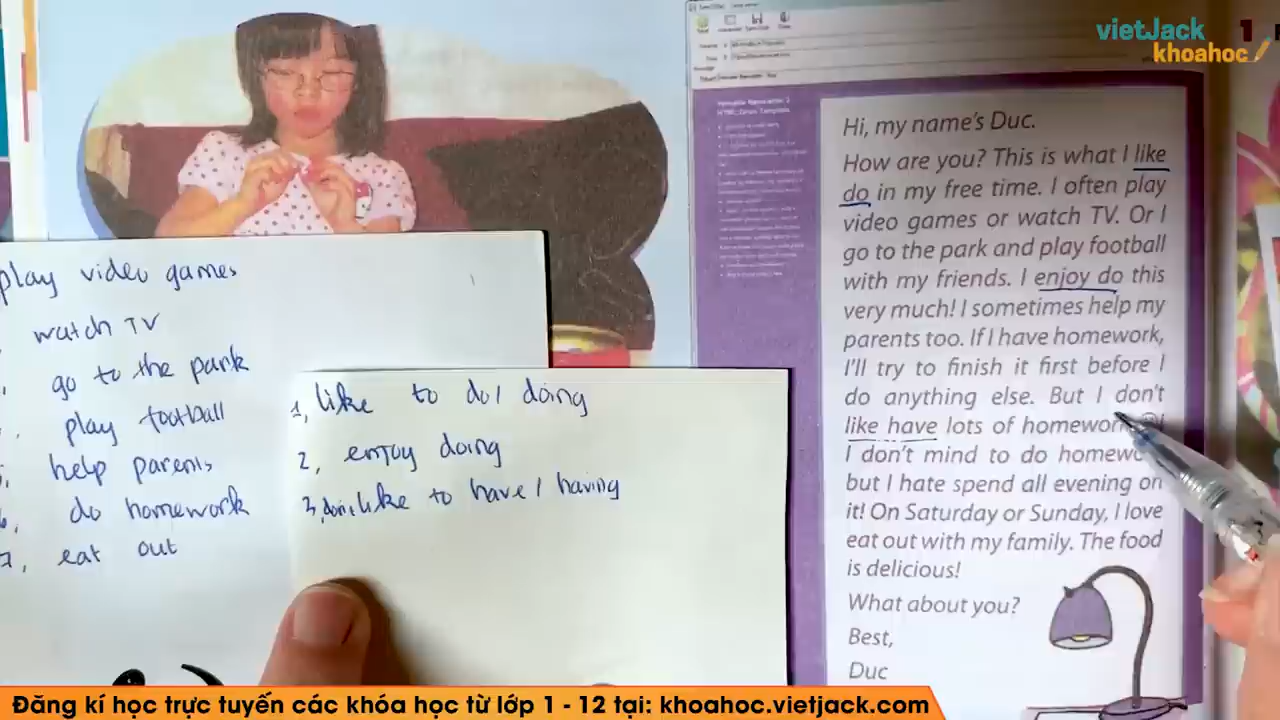 vietJack
khoahoc
1
Hi, my name's Duc.
How are you? This is what I like
do in my free time. I often play
video games or watch TV. Or I
go to the park and play football
with my friends. I enjoy do this
very much! I sometimes help my
parents too. If I have homework,
I'll try to finish it first before I
do anything else. But I don't
like have lots of homework
I don't mind to do homew
but I hate spend all evening on
it! On Saturday or Sunday, I love
eat out with my family. The food
is delicious!
What about you?
Best,
Duc
play video games
watch TV
go to the park
play football
help parents
6, do homework
7, eat out
1, like to do / doing
2, enjoy doing
3, don't like to have / having
Đăng kí học trực tuyến các khóa học từ lớp 1 - 12 tại: khoahoc.vietjack.com